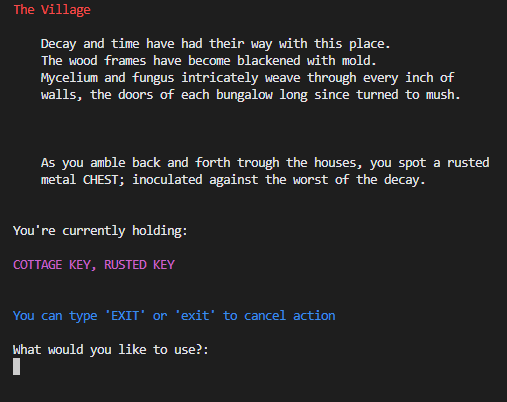 The Village
Decay and time have had their way with this place.
The wood frames have become blackened with mold.
Mycelium and fungus intricately weave through every inch of
walls, the doors of each bungalow long since turned to mush.
As you amble back and forth trough the houses, you spot a rusted
metal CHEST; inoculated against the worst of the decay.
You're currently holding:
COTTAGE KEY, RUSTED KEY
You can type 'EXIT' or 'exit' to cancel action
What would you like to use?: